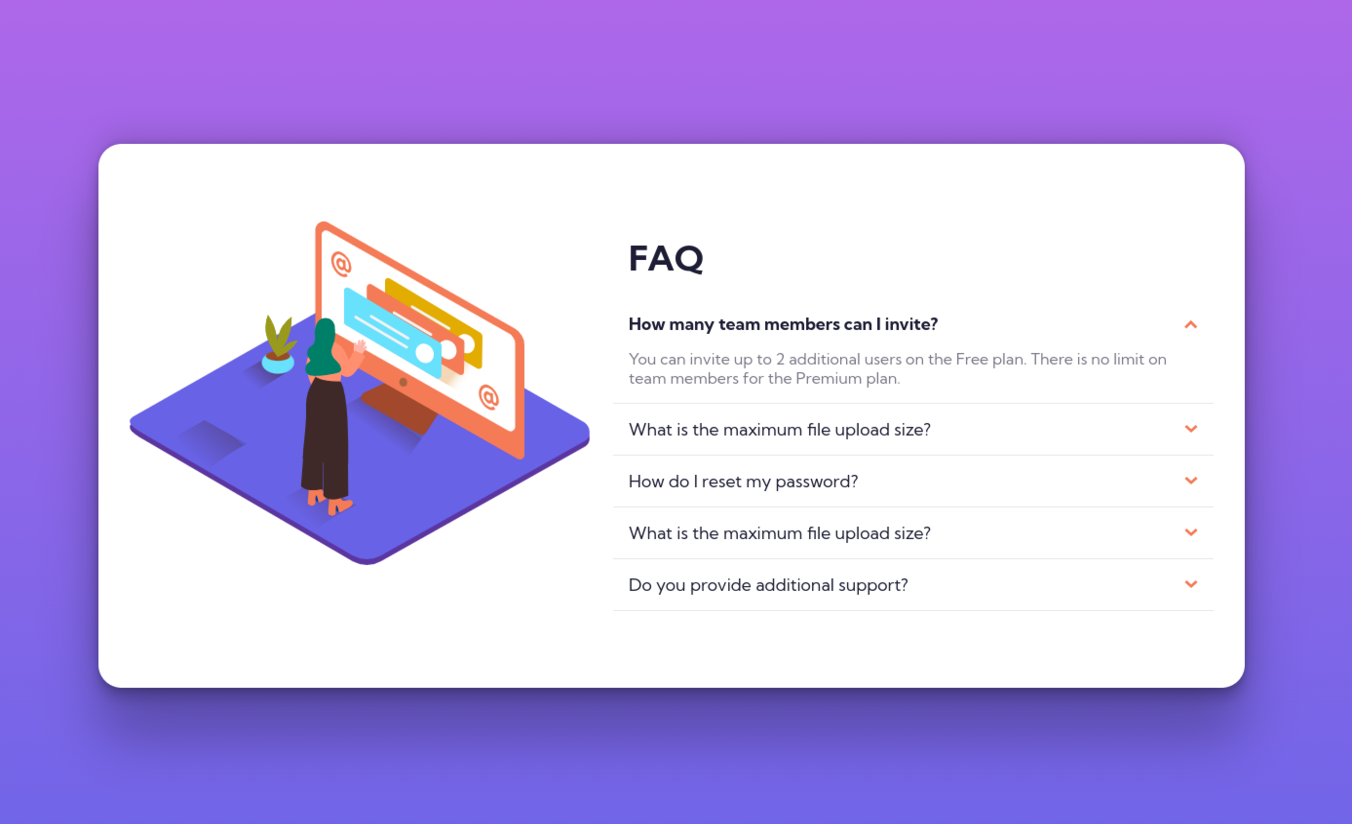 @
@
FAQ
How many team members can I invite?
You can invite up to 2 additional users on the Free plan. There is no limit on
team members for the Premium plan.
What is the maximum file upload size?
How do I reset my password?
What is the maximum file upload size?
Do you provide additional support?